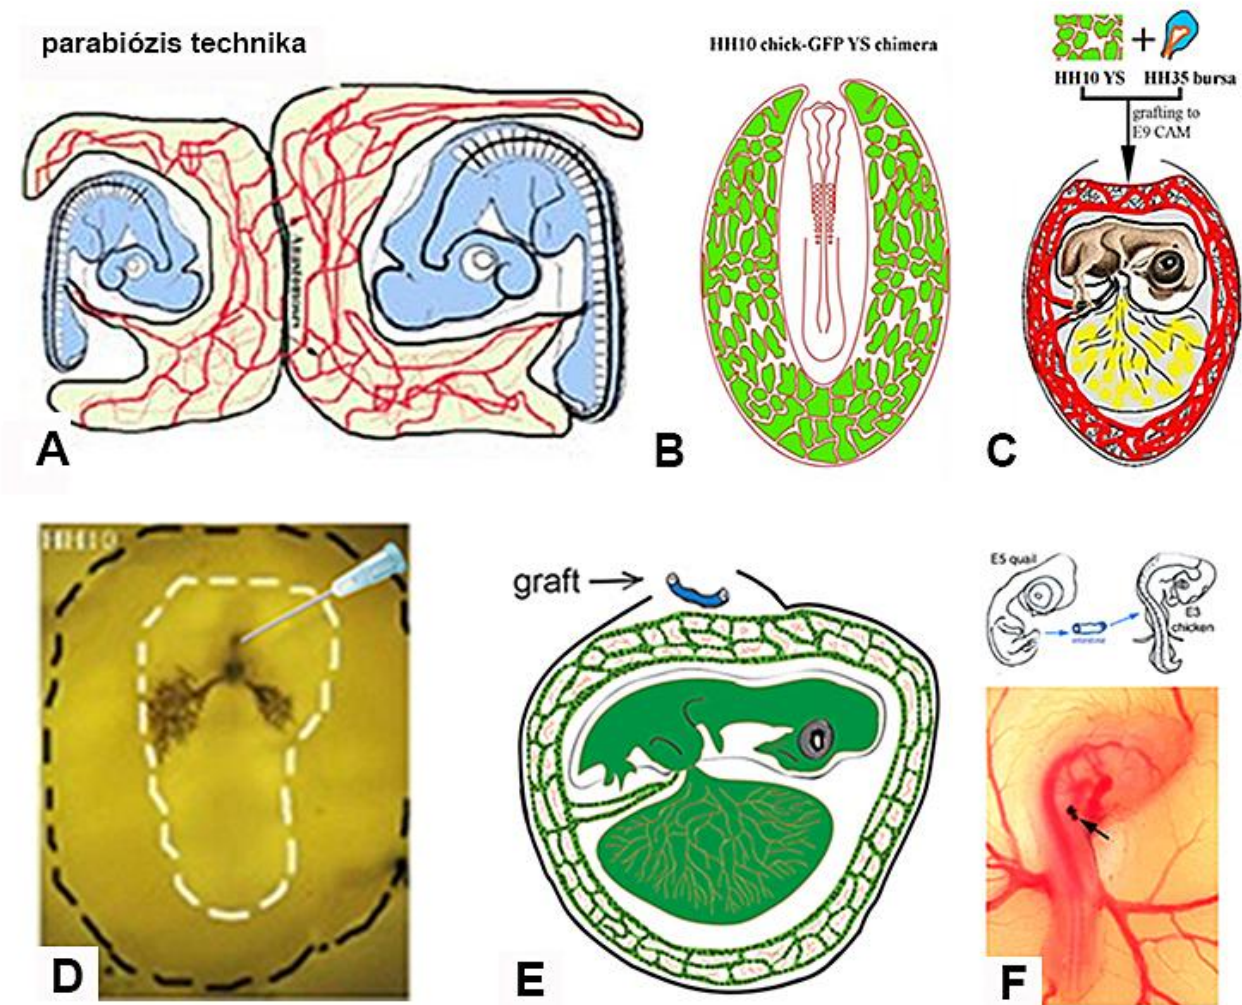 parabiózis technika
A
HH10 chick-GFP YS chimera
B
+
HH10 YS HH35 bursa
grafting to
E9 CAM
C
HH10
D
graft
E
E5 quail
E3
chicken
intestine
F